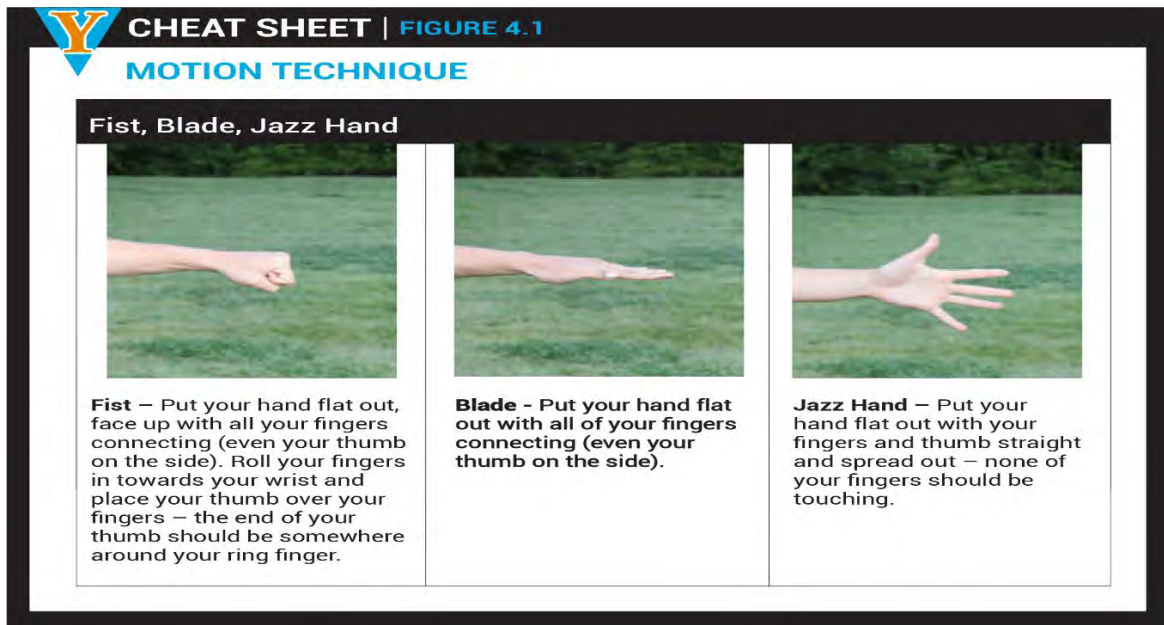 Y CHEAT SHEET | FIGURE 4.1
MOTION TECHNIQUE
Fist, Blade, Jazz Hand
Fist – Put your hand flat out,
face up with all your fingers
connecting (even your thumb
on the side). Roll your fingers
in towards your wrist and
place your thumb over your
fingers – the end of your
thumb should be somewhere
around your ring finger.
Blade - Put your hand flat
out with all of your fingers
connecting (even your
thumb on the side).
Jazz Hand – Put your
hand flat out with your
fingers and thumb straight
and spread out – none of
your fingers should be
touching.